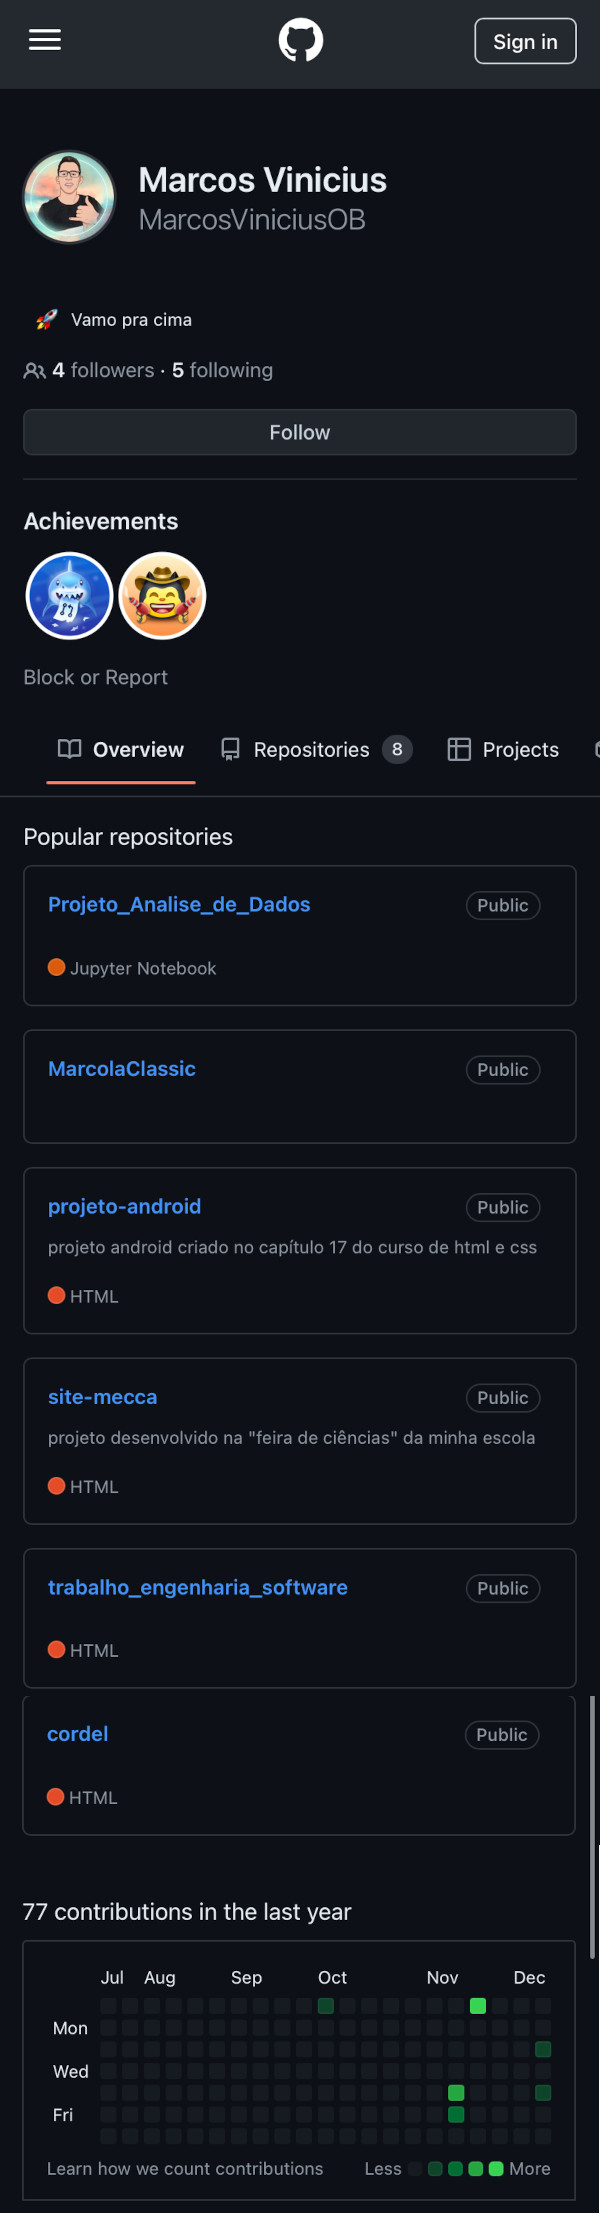 Sign in
Marcos Vinicius
MarcosViniciusOB
🚀 Vamo pra cima
4 followers · 5 following
Follow
Achievements
Block or Report
Overview Repositories 8 Projects
Popular repositories
Projeto_Analise_de_Dados Public
Jupyter Notebook
MarcolaClassic Public
projeto-android Public
projeto android criado no capítulo 17 do curso de html e css
HTML
site-mecca Public
projeto desenvolvido na "feira de ciências" da minha escola
HTML
trabalho_engenharia_software Public
HTML
cordel Public
HTML
77 contributions in the last year
Jul Aug Sep Oct Nov Dec
Mon
Wed
Fri
Learn how we count contributions Less More